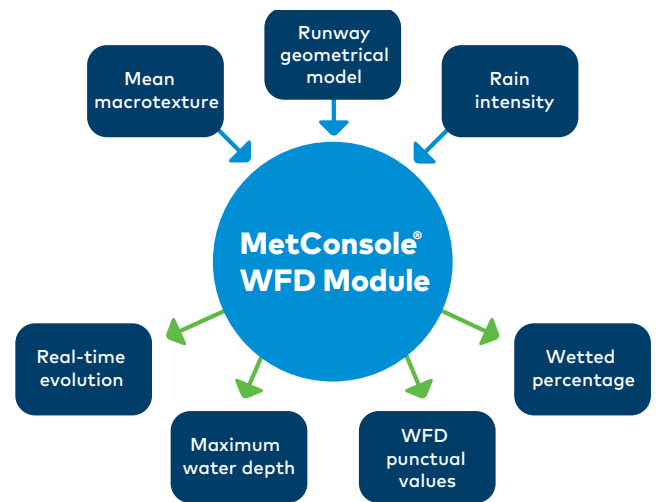 Mean
macrotexture
Runway
geometrical
model
Rain
intensity
MetConsole®
WFD Module
Real-time
evolution
Maximum
water depth
WFD
punctual
values
Wetted
percentage